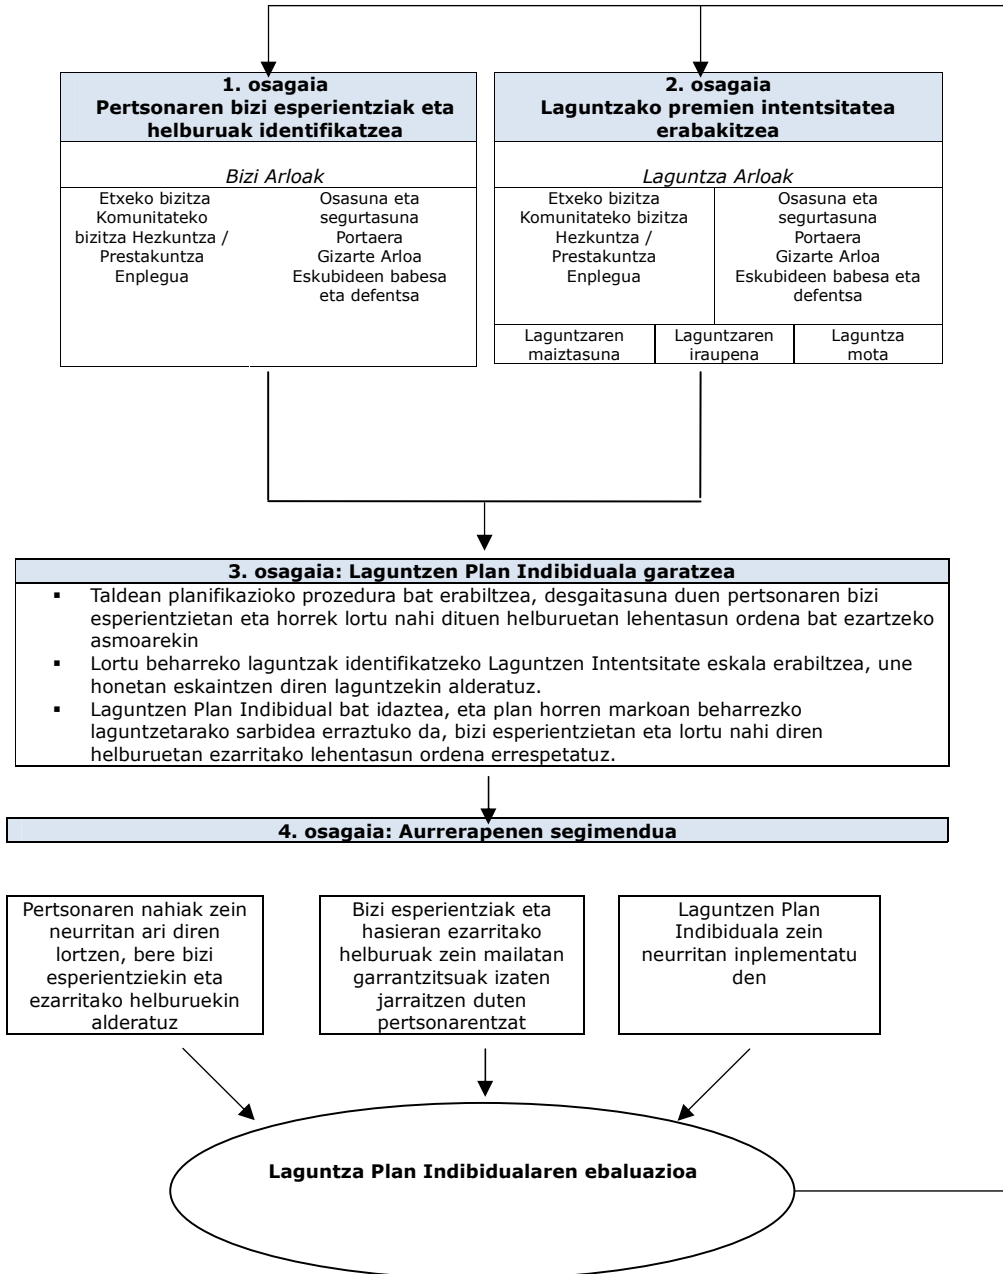 1. osagaia
Pertsonaren bizi esperientziak eta
helburuak identifikatzea
Bizi Arloak
Etxeko bizitza
Komunitateko
bizitza Hezkuntza /
Prestakuntza
Enplegua
Osasuna eta
segurtasuna
Portaera
Gizarte Arloa
Eskubideen babesa
eta defentsa
2. osagaia
Laguntzako premien intentsitatea
erabakitzea
Laguntza Arloak
Etxeko bizitza
Komunitateko bizitza
Hezkuntza /
Prestakuntza
Enplegua
Osasuna eta
segurtasuna
Portaera
Gizarte Arloa
Eskubideen babesa eta
defentsa
Laguntzaren
maiztasuna
Laguntzaren
iraupena
Laguntza
mota
3. osagaia: Laguntzen Plan Indibiduala garatzea
▪ Taldean planifikazioko prozedura bat erabiltzea, desgaitasuna duen pertsonaren bizi
esperientzietan eta horrek lortu nahi dituen helburuetan lehentasun ordena bat ezartzeko
asmoarekin
▪ Lortu beharreko laguntzak identifikatzeko Laguntzen Intentsitate eskala erabiltzea, une
honetan eskaintzen diren laguntzekin alderatuz.
▪ Laguntzen Plan Indibidual bat idaztea, eta plan horren markoan beharrezko
laguntzetarako sarbidea erraztuko da, bizi esperientzietan eta lortu nahi diren
helburuetan ezarritako lehentasun ordena errespetatuz.
4. osagaia: Aurrerapenen segimendua
Pertsonaren nahiak zein
neurritan ari diren
lortzen, bere bizi
esperientziekin eta
ezarritako helburuekin
alderatuz
Bizi esperientziak eta
hasieran ezarritako
helburuak zein mailatan
garrantzitsuak izaten
jarraitzen duten
pertsonarentzat
Laguntzen Plan
Indibiduala zein
neurritan inplementatu
den
Laguntza Plan Indibidualaren ebaluazioa